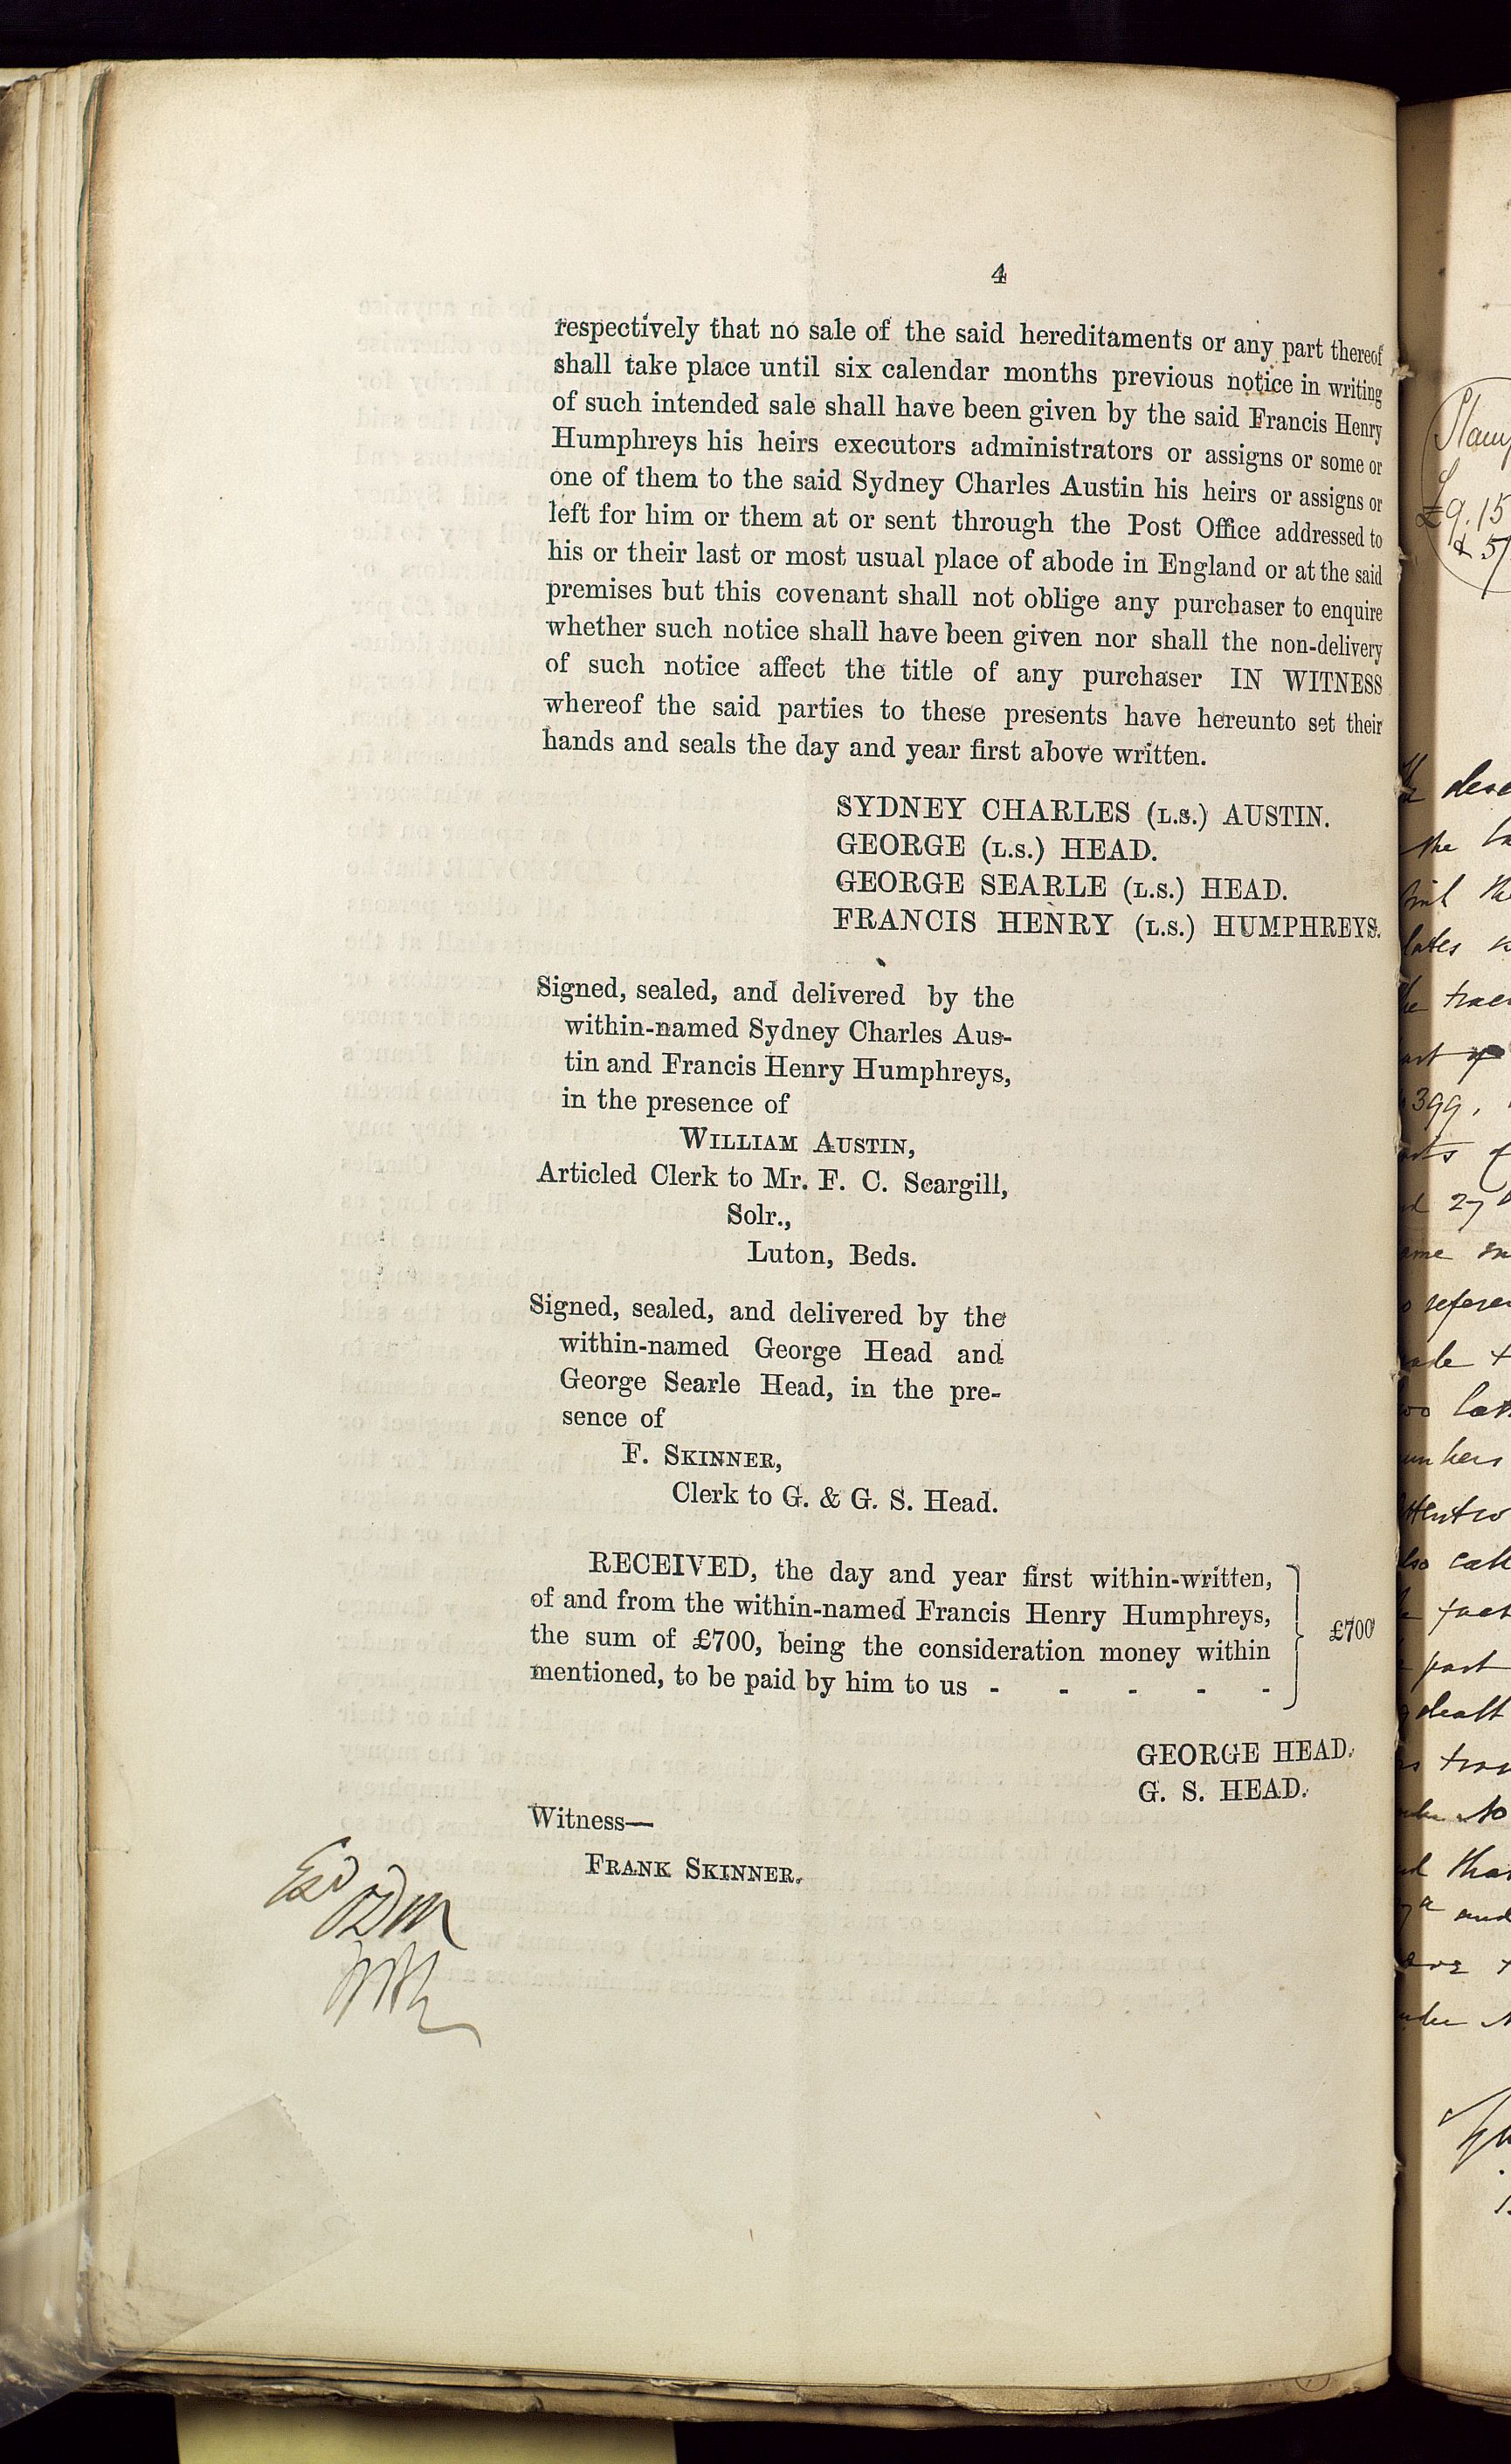 4
respectively that no sale of the said hereditaments or any part thereof
shall take place until six calendar months previous notice in writing
of such intended sale shall have been given by the said Francis Henry
Humphreys his heirs executors administrators or assigns or some or
one of them to the said Sydney Charles Austin his heirs or assigns or
left for him or them at or sent through the Post Office addressed to
his or their last or most usual place of abode in England or at the said
premises but this covenant shall not oblige any purchaser to enquire
whether such notice shall have been given nor shall the non-delivery
of such notice affect the title of any purchaser IN WITNESS
whereof the said parties to these presents have hereunto set their
hands and seals the day and year first above written.
SYDNEY CHARLES (L.S.) AUSTIN.
GEORGE (L.S.) HEAD.
GEORGE SEARLE (L.S.) HEAD.
FRANCIS HENRY (L.S.) HUMPHREYS.
Signed, sealed, and delivered by the
within-named Sydney Charles Aus-
tin and Francis Henry Humphreys,
in the presence of
WILLIAM AUSTIN,
Articled Clerk to Mr. F. C. Scargill,
Solr.,
Luton, Beds.
Signed, sealed, and delivered by the
within-named George Head and
George Searle Head, in the pre-
sence of
F. SKINNER,
Clerk to G. & G. S. Head.
RECEIVED, the day and year first within-written,
of and from the within-named Francis Henry Humphreys,
the sum of £700, being the consideration money within
mentioned, to be paid by him to us - - - - -
£700
GEORGE HEAD.
G. S. HEAD.
Witness—
FRANK SKINNER.
£9.15
& 5/
the
399,